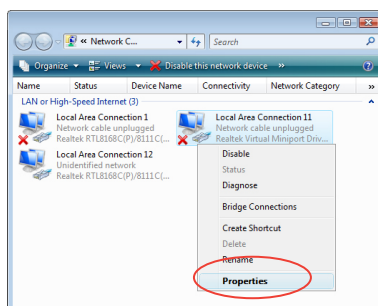 « Network C...
Search
Organize
Views
Disable this network device
»
Name
Status
Device Name
Connectivity
Network Category
»
LAN or High-Speed Internet (3)
Local Area Connection 1
Network cable unplugged
Realtek RTL8168C(P)/8111C(...
Local Area Connection 11
Network cable unplugged
Realtek Virtual Miniport Driv...
Local Area Connection 12
Unidentified network
Realtek RTL8168C(P)/8111C(...
Disable
Status
Diagnose
Bridge Connections
Create Shortcut
Delete
Rename
Properties